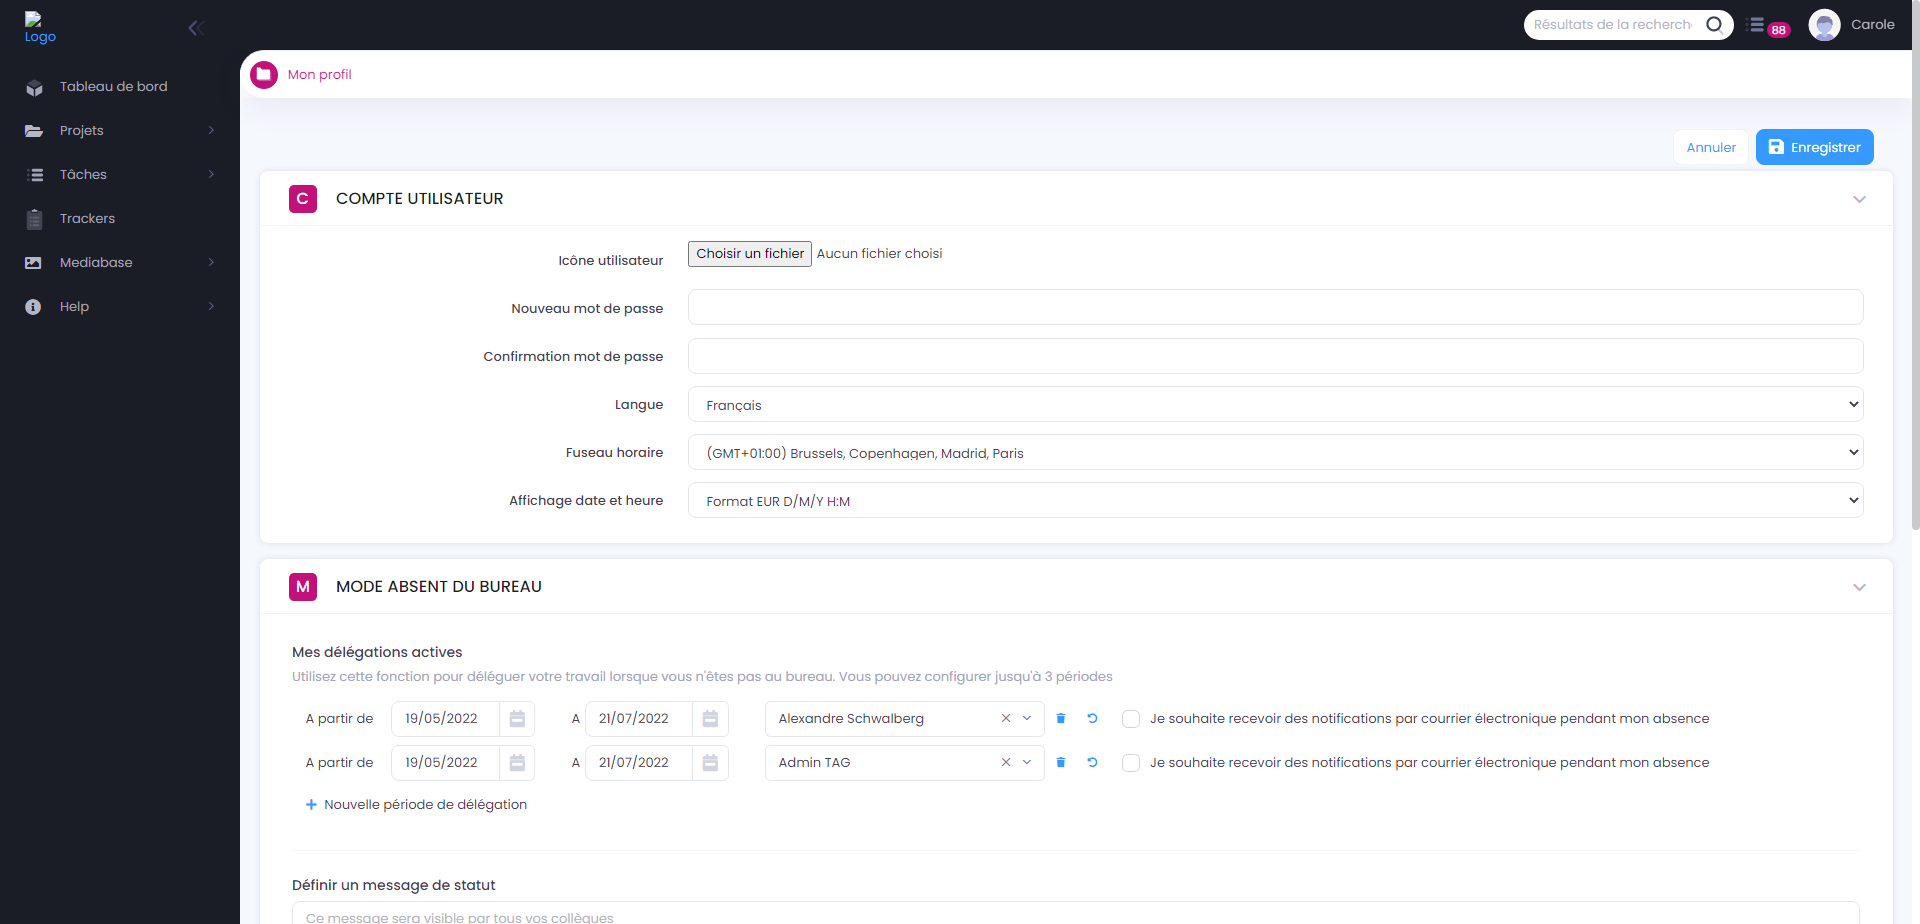 Logo
Résultats de la recherch
88
Carole
Tableau de bord
Projets
Tâches
Trackers
Mediabase
Help
Mon profil
Annuler
Enregistrer
C COMPTE UTILISATEUR
Icône utilisateur
Choisir un fichier Aucun fichier choisi
Nouveau mot de passe
Confirmation mot de passe
Langue
Français
Fuseau horaire
(GMT+01:00) Brussels, Copenhagen, Madrid, Paris
Affichage date et heure
Format EUR D/M/Y H:M
M MODE ABSENT DU BUREAU
Mes délégations actives
Utilisez cette fonction pour déléguer votre travail lorsque vous n'êtes pas au bureau. Vous pouvez configurer jusqu'à 3 périodes
A partir de 19/05/2022 A 21/07/2022 Alexandre Schwalberg Je souhaite recevoir des notifications par courrier électronique pendant mon absence
A partir de 19/05/2022 A 21/07/2022 Admin TAG Je souhaite recevoir des notifications par courrier électronique pendant mon absence
Nouvelle période de délégation
Définir un message de statut
Ce message sera visible par tous vos collègues